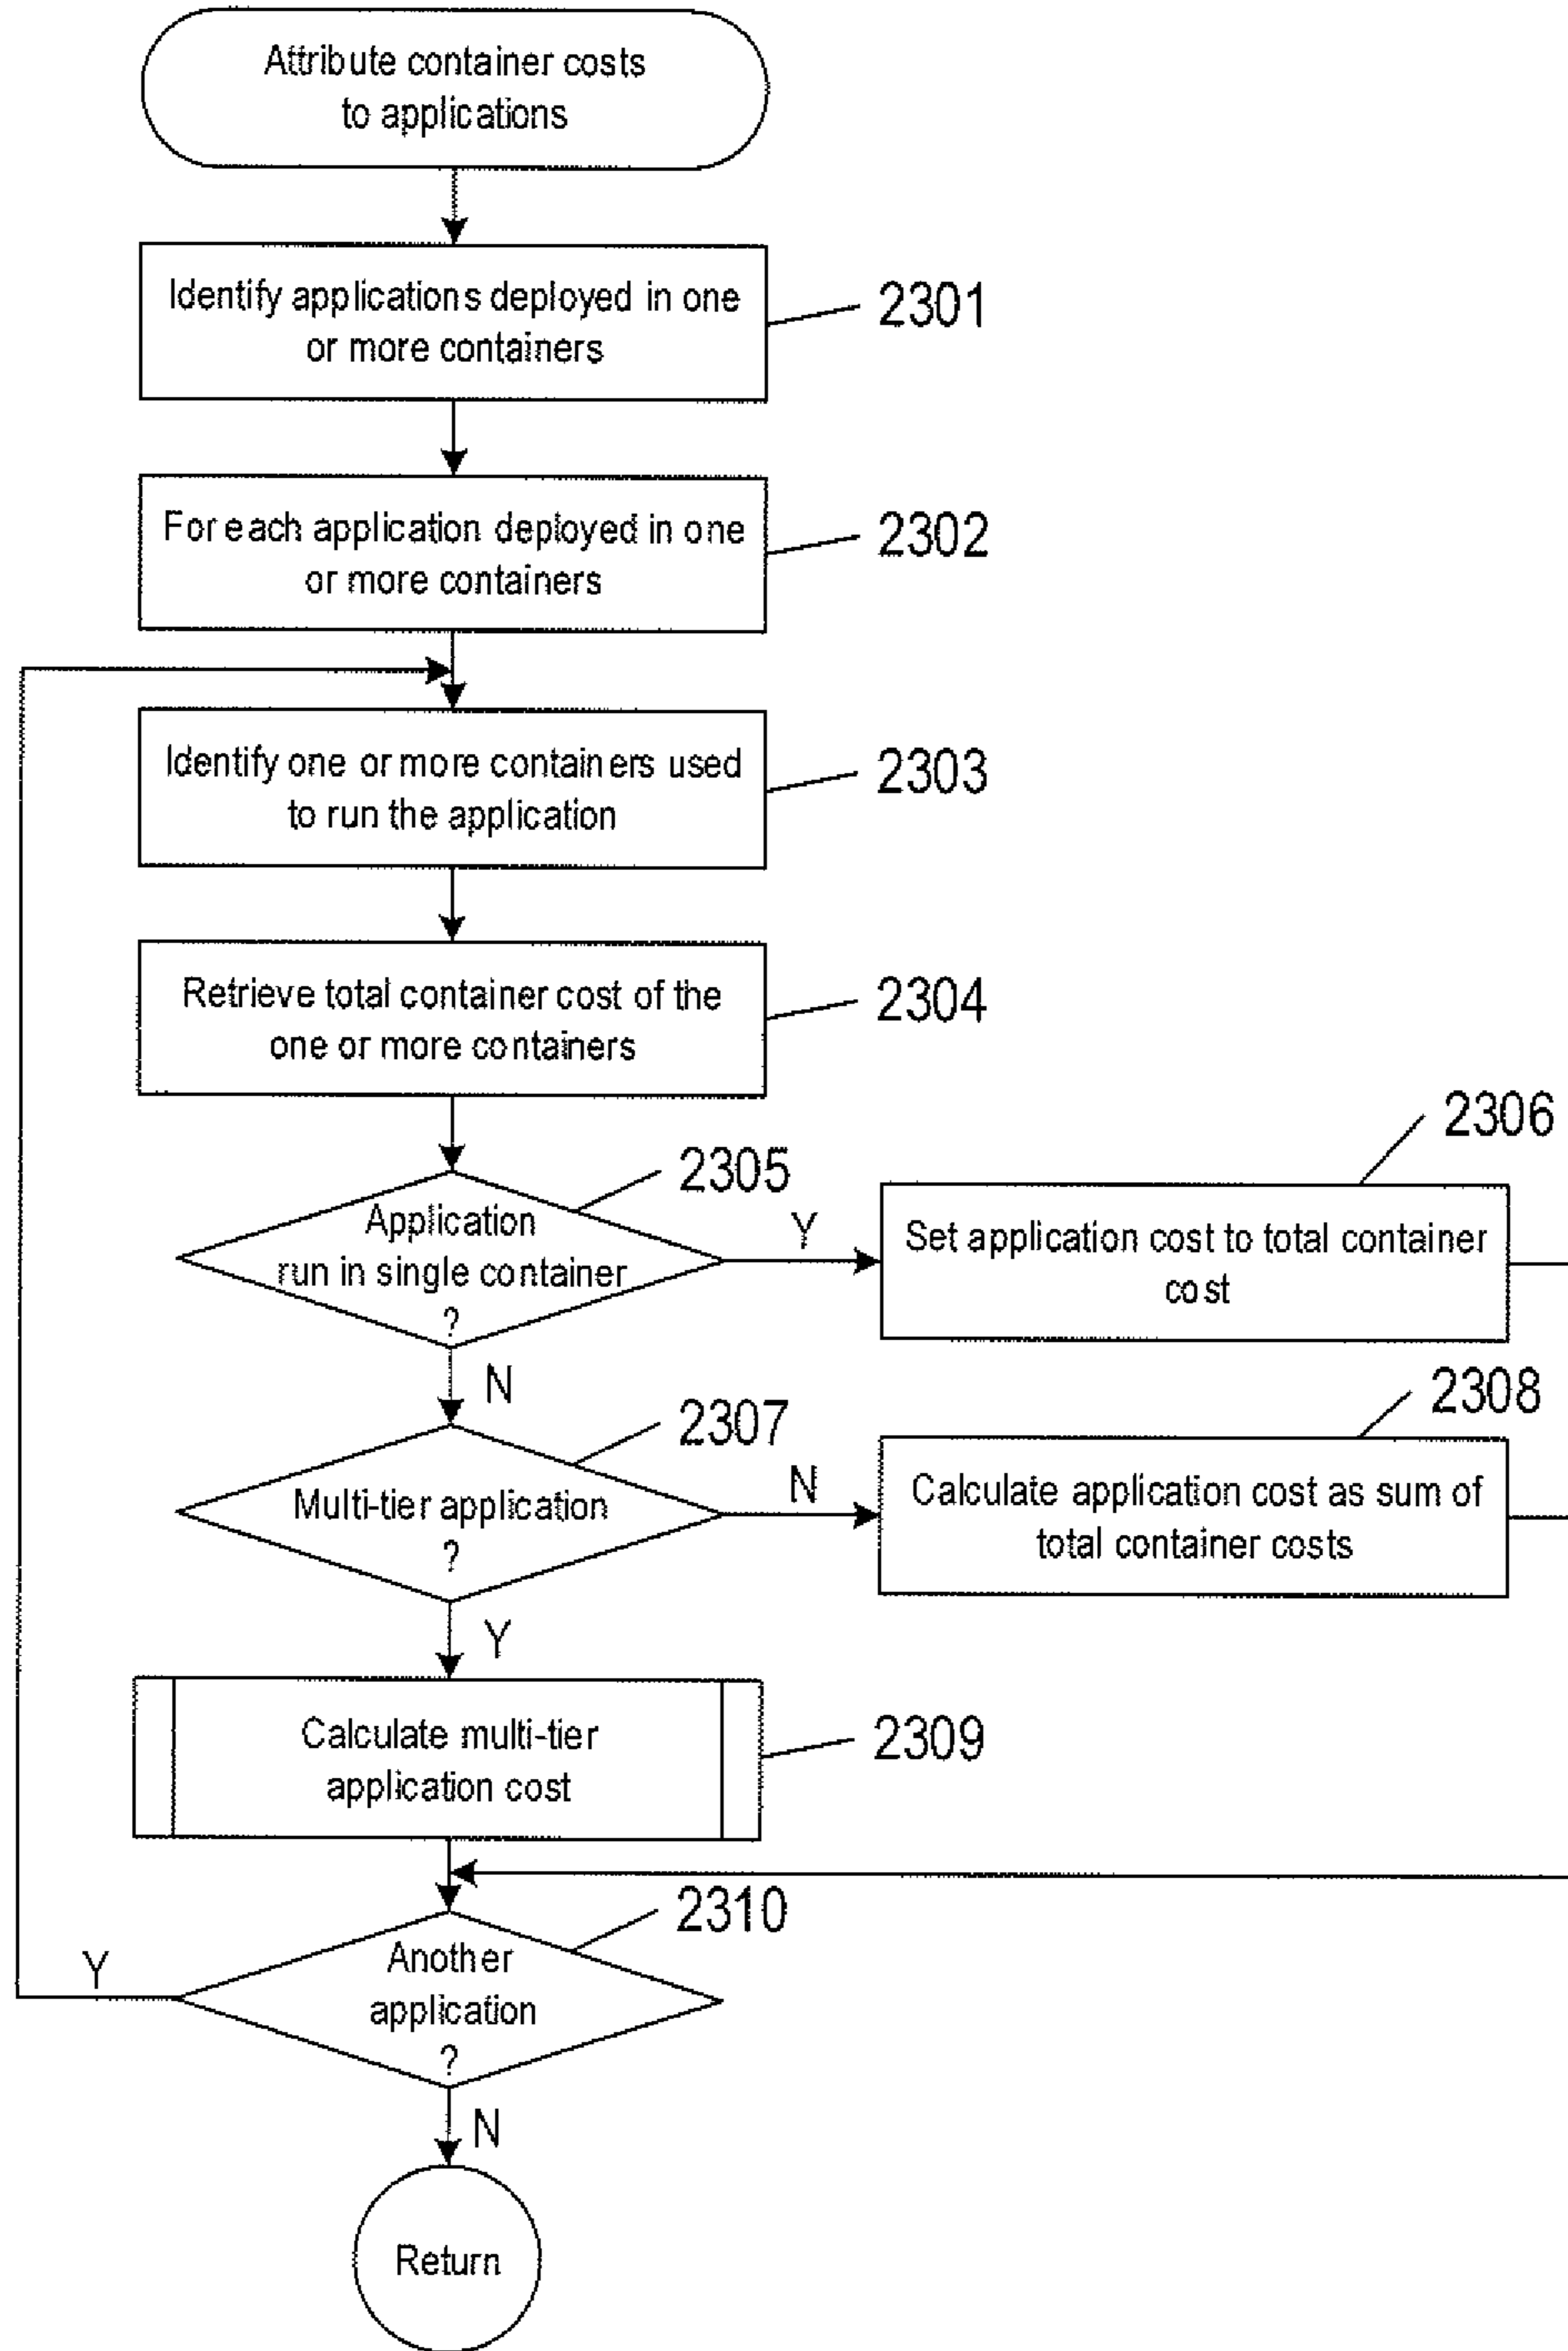 Attribute container costs
to applications
Identify applications deployed in one
or more containers
2301
For each application deployed in one
or more containers
2302
Identify one or more containers used
to run the application
2303
Retrieve total container cost of the
one or more containers
2304
2305
Application
run in single container
?
Y
2306
Set application cost to total container
cost
N
2307
Multi-tier application
?
N
2308
Calculate application cost as sum of
total container costs
Y
Calculate multi-tier
application cost
2309
2310
Another
application
?
Y
N
Return